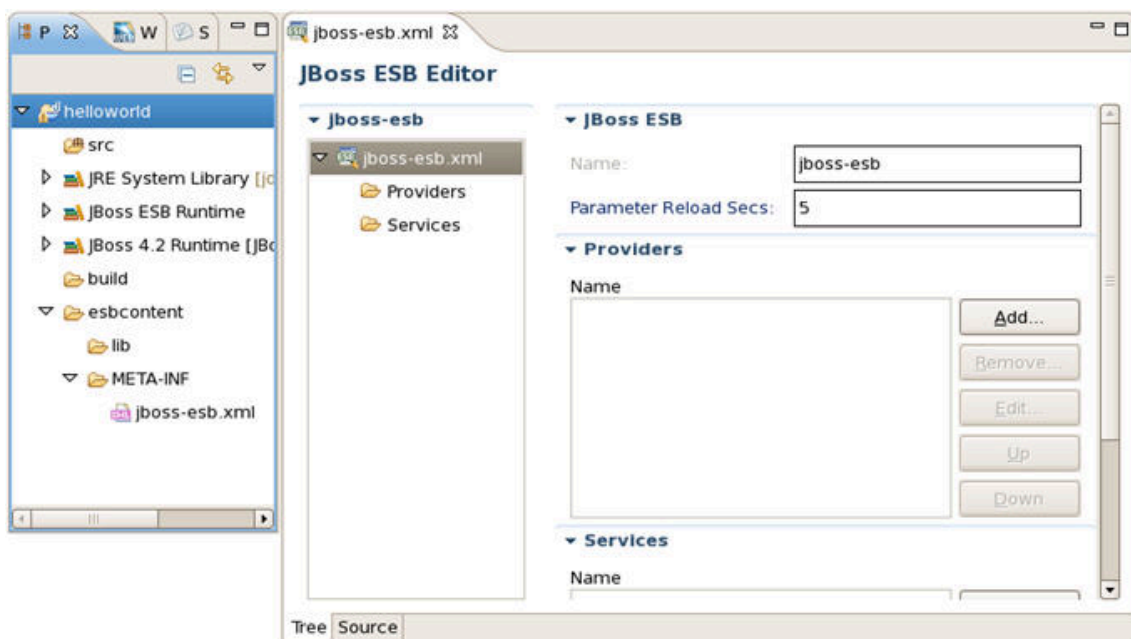 P W S
helloworld
src
JRE System Library [jd
JBoss ESB Runtime
JBoss 4.2 Runtime [JBo
build
esbcontent
lib
META-INF
jboss-esb.xml
jboss-esb.xml
JBoss ESB Editor
jboss-esb
jboss-esb.xml
Providers
Services
JBoss ESB
Name: jboss-esb
Parameter Reload Secs: 5
Providers
Name
Add...
Remove...
Edit...
Up
Down
Services
Name
Tree Source